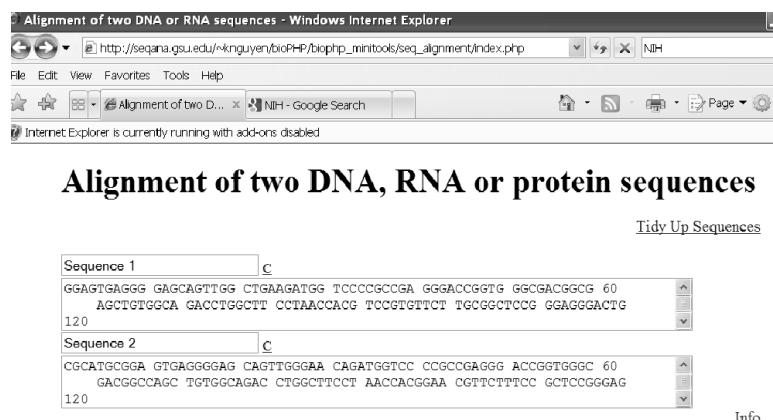 Alignment of two DNA or RNA sequences - Windows Internet Explorer
http://seqana.gsu.edu/~knguyen/bioPHP/biophp_minitools/seq_alignment/index.php NIH
File Edit View Favorites Tools Help
Alignment of two D... NIH - Google Search Page
Internet Explorer is currently running with add-ons disabled
Alignment of two DNA, RNA or protein sequences
Tidy Up Sequences
Sequence 1 C
GGAGTGAGGG GAGCAGTTGG CTGAAGATGG TCCCCGCCGA GGGACCGGTG GGCGACGGCG 60
AGCTGTGGCA GACCTGGCTT CCTAACCACG TCCGTGTTCT TGCGGCTCCG GGAGGGACTG
120
Sequence 2 C
CGCATGCGGA GTGAGGGGAG CAGTTGGGAA CAGATGGTCC CCGCCGAGGG ACCGGTGGGC 60
GACGGCCAGC TGTGGCAGAC CTGGCTTCCT AACCACGGAA CGTTCTTTCC GCTCCGGGAG
120
Info